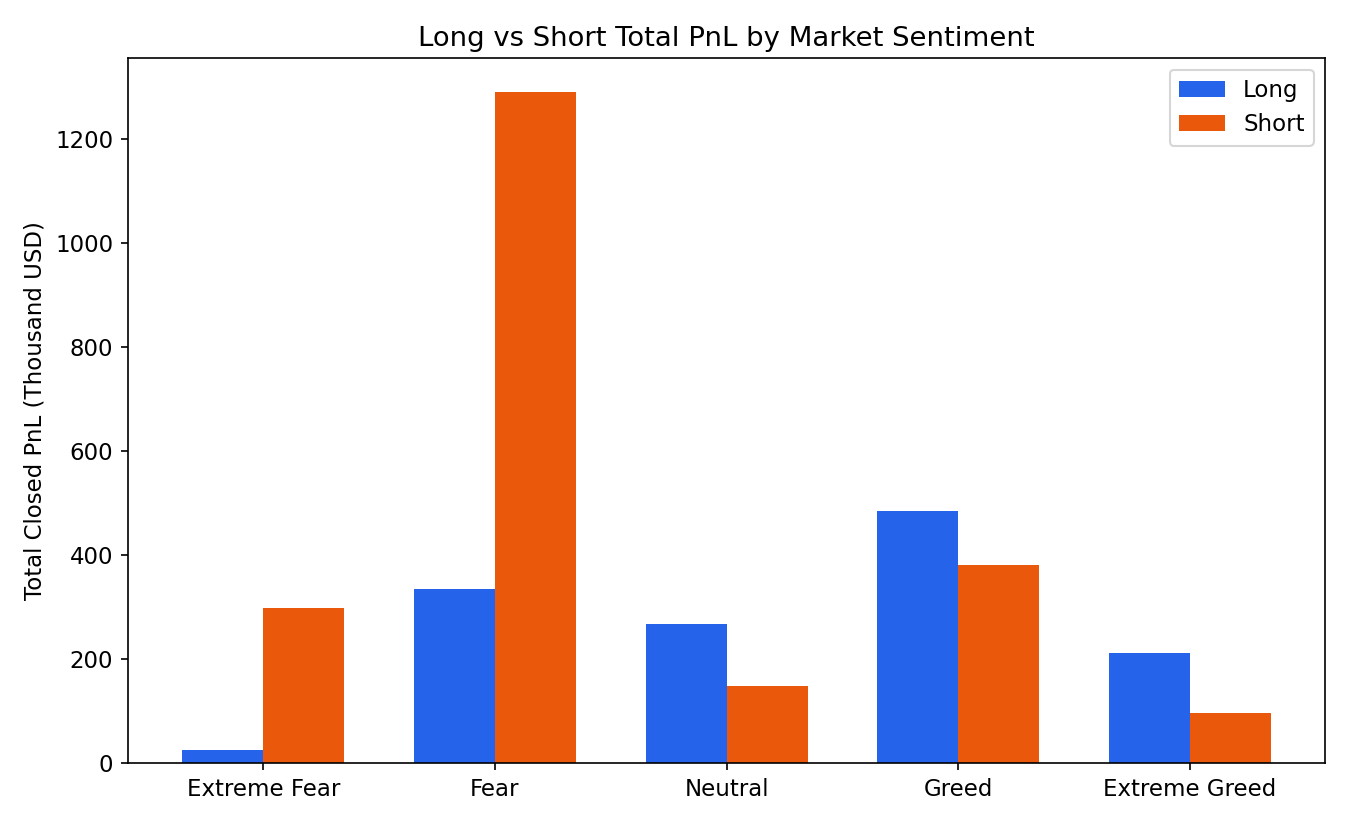 Long vs Short Total PnL by Market Sentiment
Long
Short
Total Closed PnL (Thousand USD)
1200
1000
800
600
400
200
0
Extreme Fear
Fear
Neutral
Greed
Extreme Greed